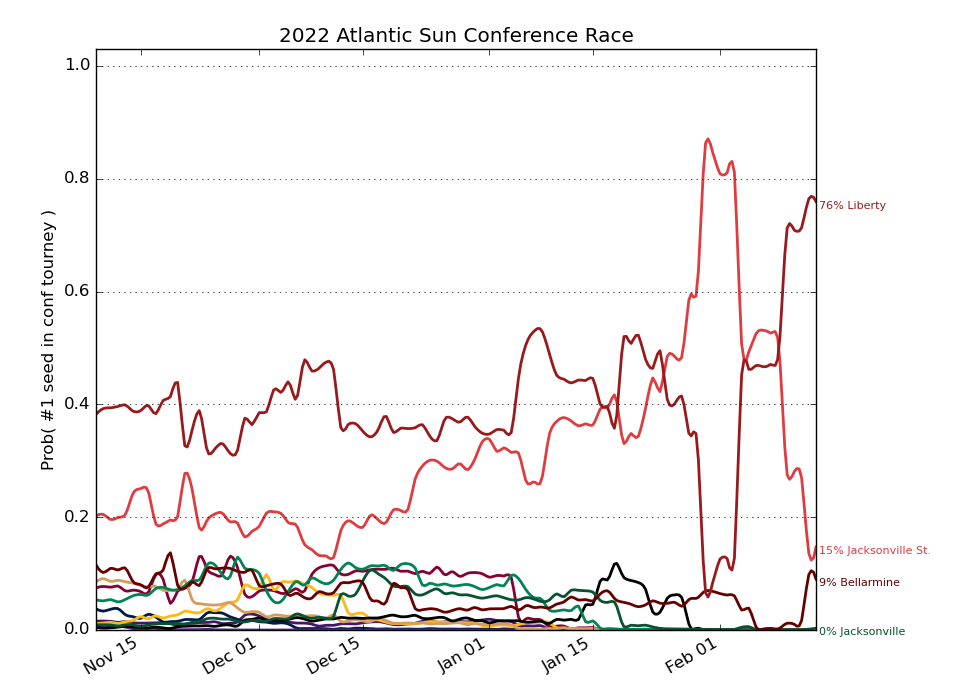 2022 Atlantic Sun Conference Race
Prob( #1 seed in conf tourney )
1.0
0.8
0.6
0.4
0.2
0.0
Nov 15
Dec 01
Dec 15
Jan 01
Jan 15
Feb 01
76% Liberty
15% Jacksonville St.
9% Bellarmine
0% Jacksonville